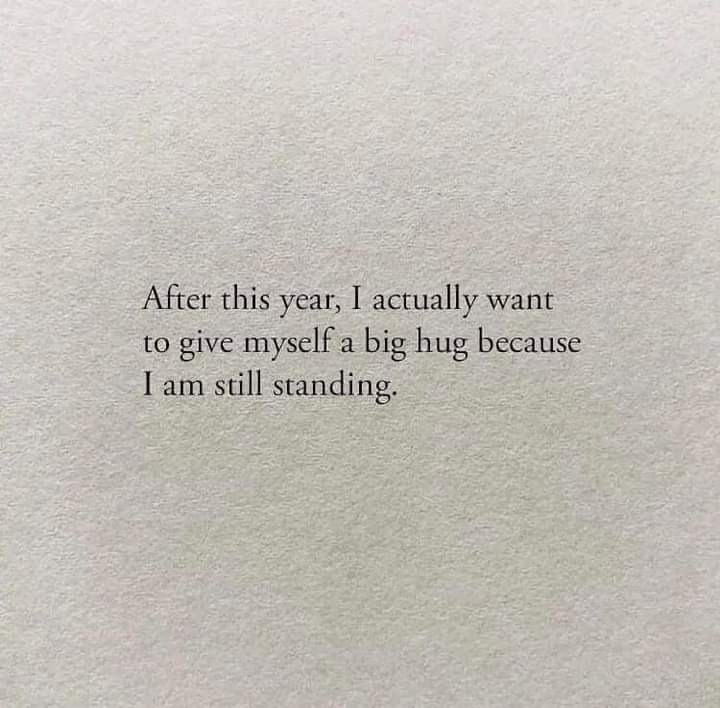 After this year, I actually want
to give myself a big hug because
I am still standing.